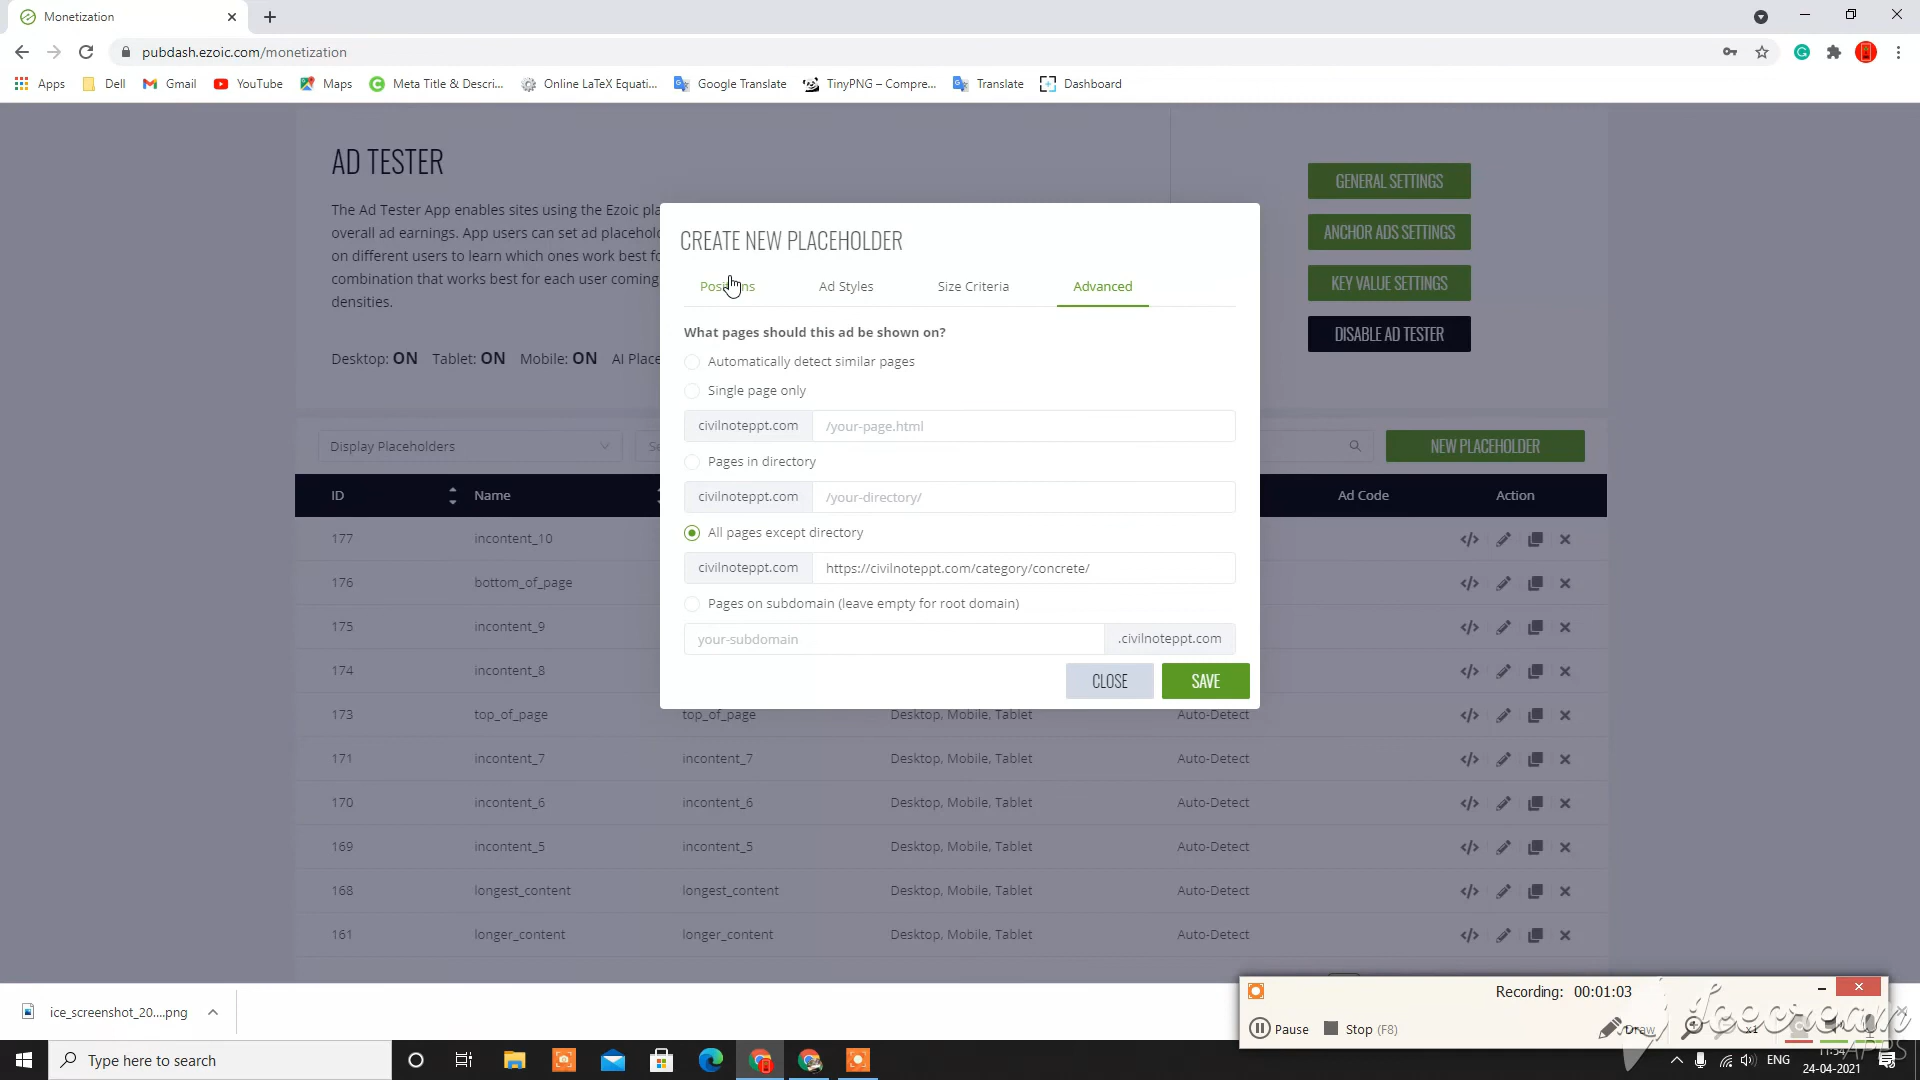 Monetization
pubdash.ezoic.com/monetization
Apps Dell Gmail YouTube Maps Meta Title & Descri... Online LaTeX Equati... Google Translate TinyPNG – Compre... Translate Dashboard
AD TESTER
The Ad Tester App enables sites using the Ezoic pla
overall ad earnings. App users can set ad placehold
on different users to learn which ones work best fo
combination that works best for each user coming
densities.
Desktop: ON Tablet: ON Mobile: ON AI Place
GENERAL SETTINGS
ANCHOR ADS SETTINGS
KEY VALUE SETTINGS
DISABLE AD TESTER
CREATE NEW PLACEHOLDER
Positions Ad Styles Size Criteria Advanced
What pages should this ad be shown on?
Automatically detect similar pages
Single page only
civilnoteppt.com /your-page.html
Pages in directory
civilnoteppt.com /your-directory/
All pages except directory
civilnoteppt.com https://civilnoteppt.com/category/concrete/
Pages on subdomain (leave empty for root domain)
your-subdomain .civilnoteppt.com
CLOSE SAVE
Display Placeholders Se NEW PLACEHOLDER
ID Name Ad Code Action
177 incontent_10
176 bottom_of_page
175 incontent_9
174 incontent_8
173 top_of_page top_of_page Desktop, Mobile, Tablet Auto-Detect
171 incontent_7 incontent_7 Desktop, Mobile, Tablet Auto-Detect
170 incontent_6 incontent_6 Desktop, Mobile, Tablet Auto-Detect
169 incontent_5 incontent_5 Desktop, Mobile, Tablet Auto-Detect
168 longest_content longest_content Desktop, Mobile, Tablet Auto-Detect
161 longer_content longer_content Desktop, Mobile, Tablet Auto-Detect
ice_screenshot_20....png
Recording: 00:01:03
Pause Stop (F8) Draw x1
Icecream
APPS
Type here to search
ENG
11:54
24-04-2021